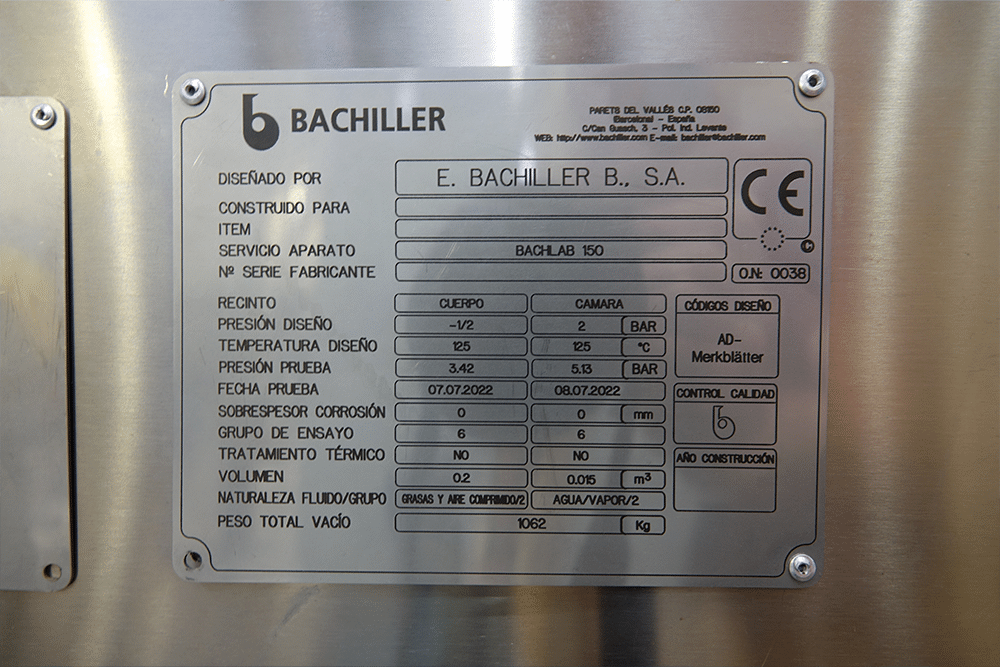 BACHILLER
PARETS DEL VALLÉS C.P. 08150
Barcelona - España
C/Can Guasch, 3 - Pol. Ind. Levante
WEB: http://www.bachiller.com E-mail: bachiller@bachiller.com
DISEÑADO POR E. BACHILLER B., S.A.
CE
CONSTRUIDO PARA
ITEM
SERVICIO APARATO BACHLAB 150
Nº SERIE FABRICANTE O.N: 0038
RECINTO CUERPO CAMARA
PRESIÓN DISEÑO -1/2 2 BAR
TEMPERATURA DISEÑO 125 125 °C
PRESIÓN PRUEBA 3.42 5.13 BAR
FECHA PRUEBA 07.07.2022 08.07.2022
SOBRESPESOR CORROSIÓN 0 0 mm
GRUPO DE ENSAYO 6 6
TRATAMIENTO TÉRMICO NO NO
VOLUMEN 0.2 0.015 m³
NATURALEZA FLUIDO/GRUPO GRASAS Y AIRE COMPRIMIDO/2 AGUA/VAPOR/2
PESO TOTAL VACÍO 1062 Kg
CÓDIGOS DISEÑO
AD-
Merkblätter
CONTROL CALIDAD
AÑO CONSTRUCCIÓN